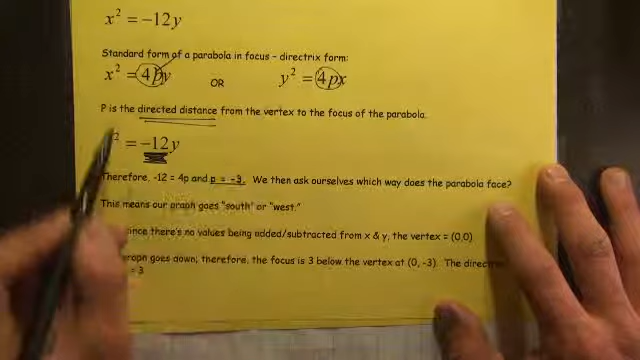 x² = −12y
Standard form of a parabola in focus – directrix form:
x² = 4py OR y² = 4px
P is the directed distance from the vertex to the focus of the parabola.
² = −12y
Therefore, -12 = 4p and p = -3. We then ask ourselves which way does the parabola face?
This means our graph goes "south" or "west."
since there's no values being added/subtracted from x & y, the vertex = (0,0)
graph goes down; therefore, the focus is 3 below the vertex at (0, -3). The
= 3